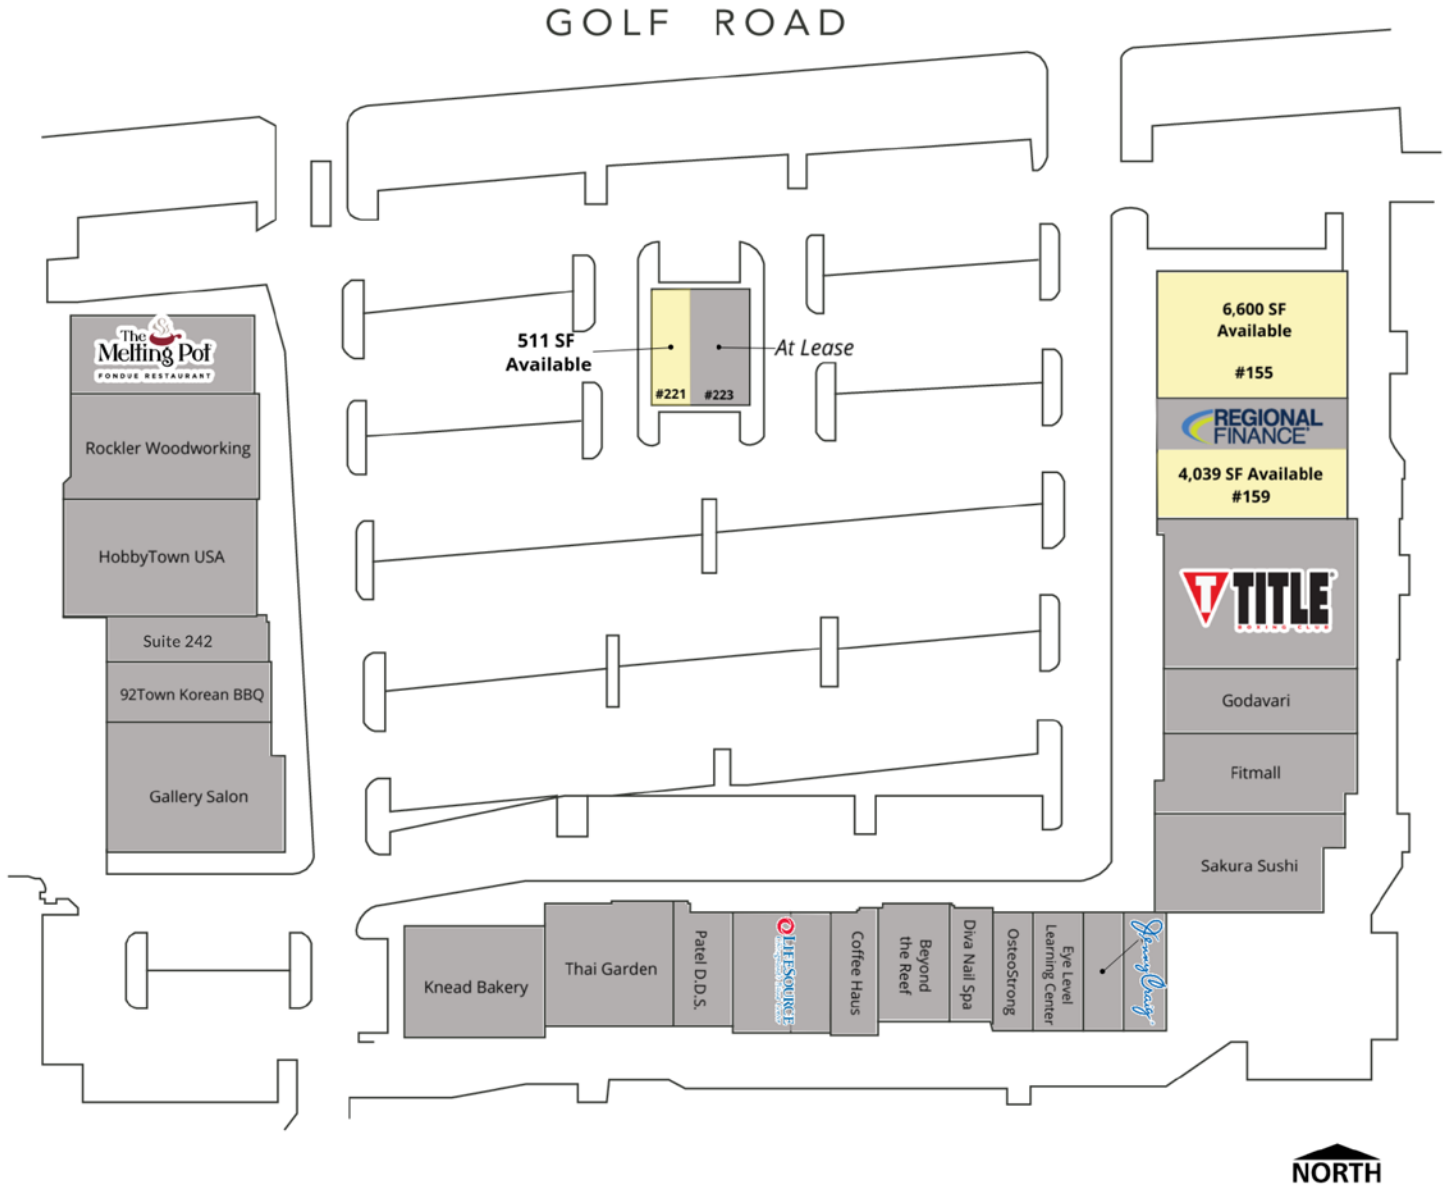 GOLF ROAD
The
Melting Pot
FONDUE RESTAURANT
Rockler Woodworking
HobbyTown USA
Suite 242
92Town Korean BBQ
Gallery Salon
511 SF
Available
#221
#223
At Lease
6,600 SF
Available
#155
REGIONAL
FINANCE
4,039 SF Available
#159
T TITLE
BOXING CLUB
Godavari
Fitmall
Sakura Sushi
Knead Bakery
Thai Garden
Patel D.D.S.
LIFESOURCE
Coffee Haus
Beyond
the Reef
Diva Nail Spa
OsteoStrong
Eye Level
Learning Center
Jenny Craig
NORTH